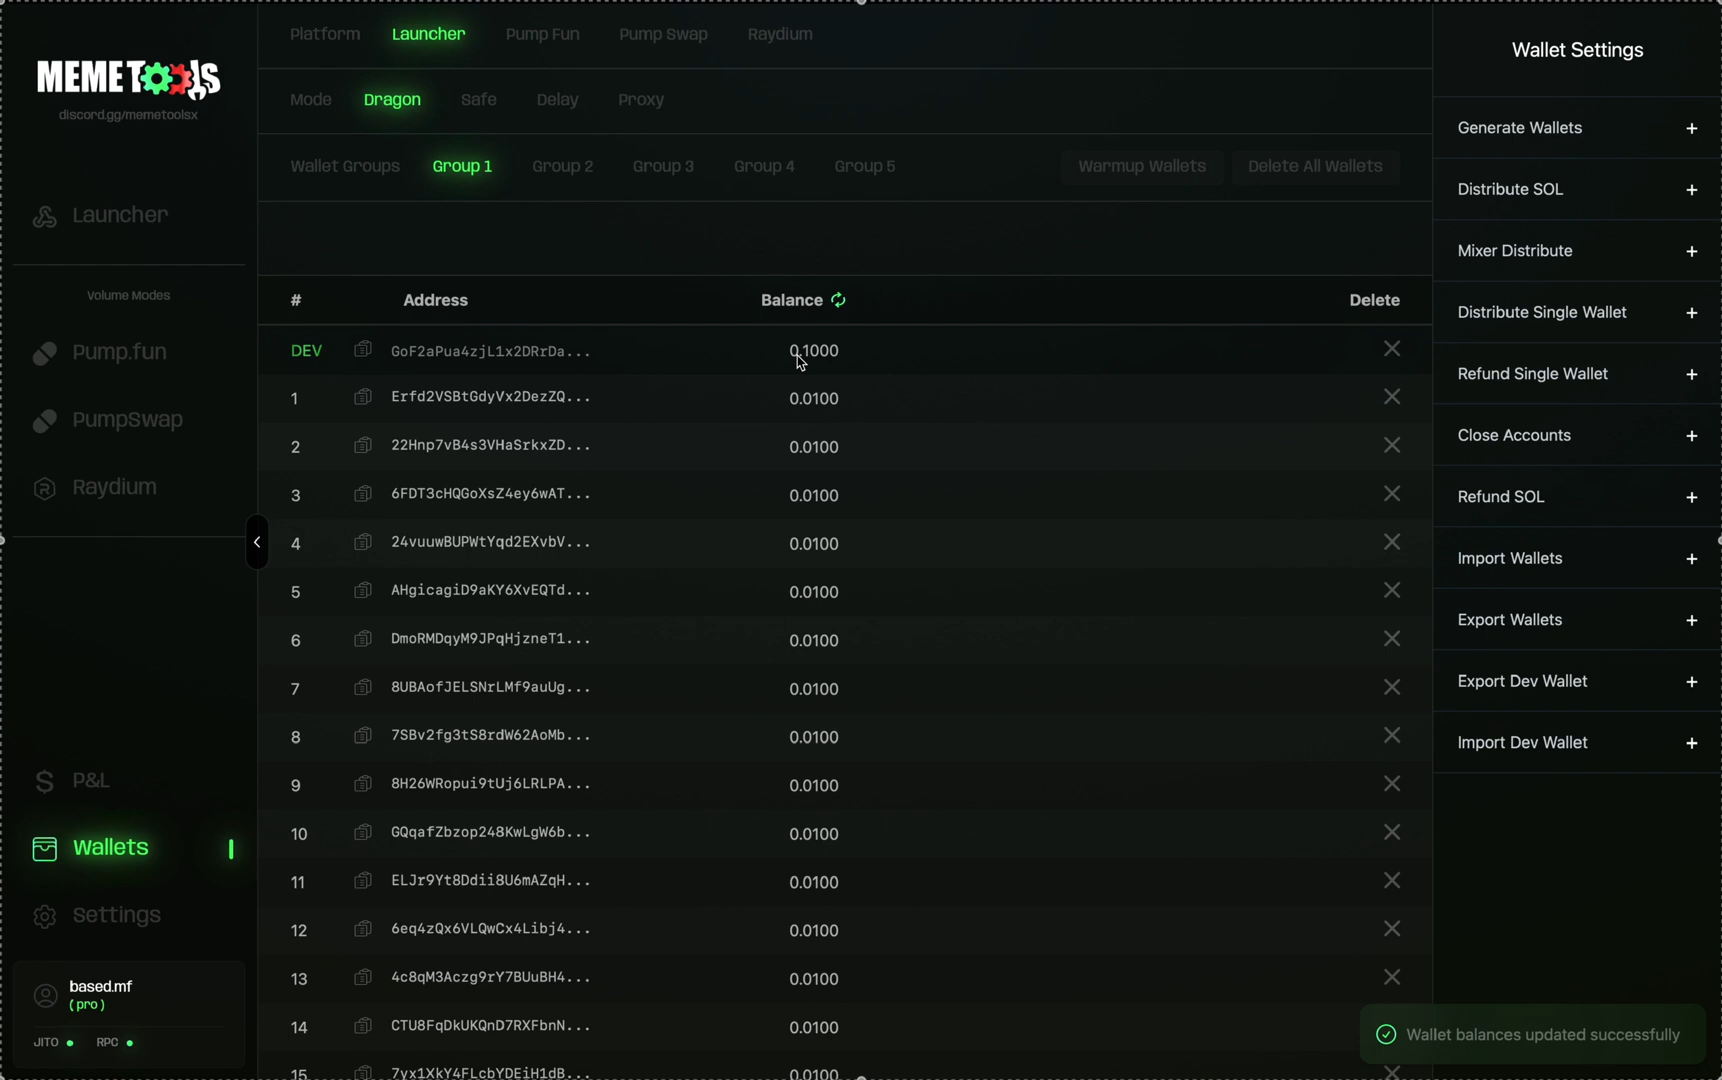 MEMETOOLS
discord.gg/memetoolsx
Launcher
Volume Modes
Pump.fun
PumpSwap
Raydium
P&L
Wallets
Settings
based.mf
(pro)
JITO RPC
Platform Launcher Pump Fun Pump Swap Raydium
Mode Dragon Safe Delay Proxy
Wallet Groups Group 1 Group 2 Group 3 Group 4 Group 5 Warmup Wallets Delete All Wallets
# Address Balance Delete
DEV GoF2aPua4zjL1x2DRrDa... 0.1000
1 Erfd2VSBtGdyVx2DezZQ... 0.0100
2 22Hnp7vB4s3VHaSrkxZD... 0.0100
3 6FDT3cHQGoXsZ4ey6wAT... 0.0100
4 24vuuwBUPWtYqd2EXvbV... 0.0100
5 AHgicagiD9aKY6XvEQTd... 0.0100
6 DmoRMDqyM9JPqHjzneT1... 0.0100
7 8UBAofJELSNrLMf9auUg... 0.0100
8 7SBv2fg3tS8rdW62AoMb... 0.0100
9 8H26WRopui9tUj6LRLPA... 0.0100
10 GQqafZbzop248KwLgW6b... 0.0100
11 ELJr9Yt8Ddii8U6mAZqH... 0.0100
12 6eq4zQx6VLQwCx4Libj4... 0.0100
13 4c8qM3Aczg9rY7BUuBH4... 0.0100
14 CTU8FqDkUKQnD7RXFbnN... 0.0100
15 7yx1XkY4FLcbYDEiH1dB... 0.0100
Wallet Settings
Generate Wallets +
Distribute SOL +
Mixer Distribute +
Distribute Single Wallet +
Refund Single Wallet +
Close Accounts +
Refund SOL +
Import Wallets +
Export Wallets +
Export Dev Wallet +
Import Dev Wallet +
Wallet balances updated successfully